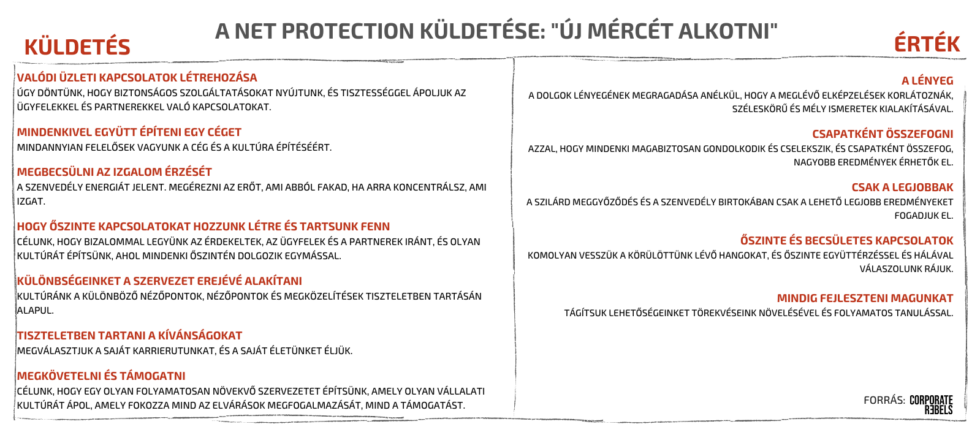 A NET PROTECTION KÜLDETÉSE: "ÚJ MÉRCÉT ALKOTNI"
KÜLDETÉS
VALÓDI ÜZLETI KAPCSOLATOK LÉTREHOZÁSA
ÚGY DÖNTÜNK, HOGY BIZTONSÁGOS SZOLGÁLTATÁSOKAT NYÚJTUNK, ÉS TISZTESSÉGGEL ÁPOLJUK AZ
ÜGYFELEKKEL ÉS PARTNEREKKEL VALÓ KAPCSOLATOKAT.
MINDENKIVEL EGYÜTT ÉPÍTENI EGY CÉGET
MINDANNYIAN FELELŐSEK VAGYUNK A CÉG ÉS A KULTÚRA ÉPÍTÉSÉÉRT.
MEGBECSÜLNI AZ IZGALOM ÉRZÉSÉT
A SZENVEDÉLY ENERGIÁT JELENT. MEGÉREZNI AZ ERŐT, AMI ABBÓL FAKAD, HA ARRA KONCENTRÁLSZ, AMI
IZGAT.
HOGY ŐSZINTE KAPCSOLATOKAT HOZZUNK LÉTRE ÉS TARTSUNK FENN
CÉLUNK, HOGY BIZALOMMAL LEGYÜNK AZ ÉRDEKELTEK, AZ ÜGYFELEK ÉS A PARTNEREK IRÁNT, ÉS OLYAN
KULTÚRÁT ÉPÍTSÜNK, AHOL MINDENKI ŐSZINTÉN DOLGOZIK EGYMÁSSAL.
KÜLÖNBSÉGEINKET A SZERVEZET EREJÉVÉ ALAKÍTANI
KULTÚRÁNK A KÜLÖNBÖZŐ NÉZŐPONTOK, NÉZŐPONTOK ÉS MEGKÖZELÍTÉSEK TISZTELETBEN TARTÁSÁN
ALAPUL.
TISZTELETBEN TARTANI A KÍVÁNSÁGOKAT
MEGVÁLASZTJUK A SAJÁT KARRIERUTUNKAT, ÉS A SAJÁT ÉLETÜNKET ÉLJÜK.
MEGKÖVETELNI ÉS TÁMOGATNI
CÉLUNK, HOGY EGY OLYAN FOLYAMATOSAN NÖVEKVŐ SZERVEZETET ÉPÍTSÜNK, AMELY OLYAN VÁLLALATI
KULTÚRÁT ÁPOL, AMELY FOKOZZA MIND AZ ELVÁRÁSOK MEGFOGALMAZÁSÁT, MIND A TÁMOGATÁST.
ÉRTÉK
A LÉNYEG
A DOLGOK LÉNYEGÉNEK MEGRAGADÁSA ANÉLKÜL, HOGY A MEGLÉVŐ ELKÉPZELÉSEK KORLÁTOZNÁK,
SZÉLESKÖRŰ ÉS MÉLY ISMERETEK KIALAKÍTÁSÁVAL.
CSAPATKÉNT ÖSSZEFOGNI
AZZAL, HOGY MINDENKI MAGABIZTOSAN GONDOLKODIK ÉS CSELEKSZIK, ÉS CSAPATKÉNT ÖSSZEFOG,
NAGYOBB EREDMÉNYEK ÉRHETŐK EL.
CSAK A LEGJOBBAK
A SZILÁRD MEGGYŐZŐDÉS ÉS A SZENVEDÉLY BIRTOKÁBAN CSAK A LEHETŐ LEGJOBB EREDMÉNYEKET
FOGADJUK EL.
ŐSZINTE ÉS BECSÜLETES KAPCSOLATOK
KOMOLYAN VESSZÜK A KÖRÜLÖTTÜNK LÉVŐ HANGOKAT, ÉS ŐSZINTE EGYÜTTÉRZÉSSEL ÉS HÁLÁVAL
VÁLASZOLUNK RÁJUK.
MINDIG FEJLESZTENI MAGUNKAT
TÁGÍTSUK LEHETŐSÉGEINKET TÖREKVÉSEINK NÖVELÉSÉVEL ÉS FOLYAMATOS TANULÁSSAL.
FORRÁS: CORPORATE
R3BELS